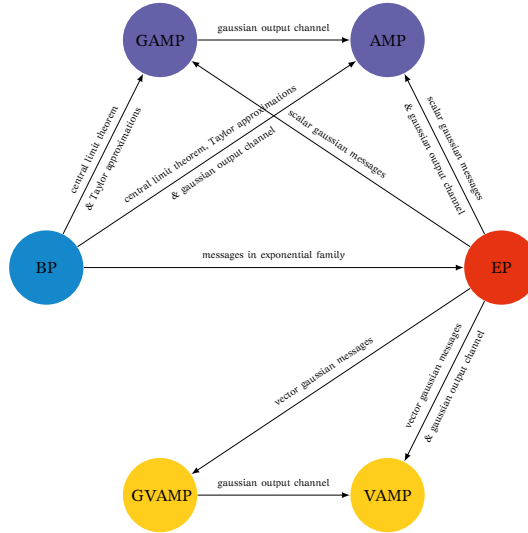 GAMP
gaussian output channel
AMP
central limit theorem
& Taylor approximations
central limit theorem, Taylor approximations
& gaussian output channel
scalar gaussian messages
scalar gaussian messages
& gaussian output channel
BP
messages in exponential family
EP
vector gaussian messages
vector gaussian messages
& gaussian output channel
GVAMP
gaussian output channel
VAMP